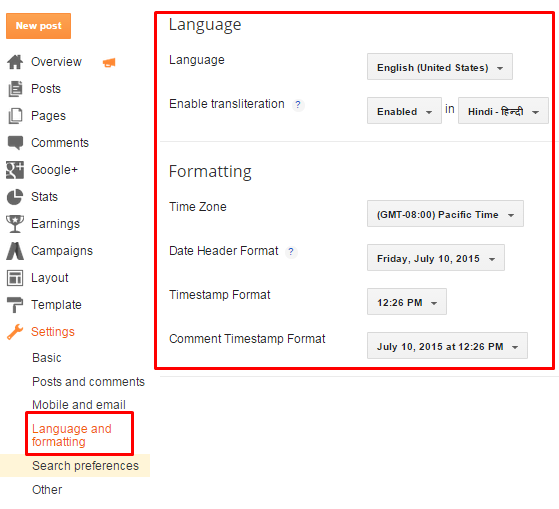 New post
Overview
Posts
Pages
Comments
Google+
Stats
Earnings
Campaigns
Layout
Template
Settings
Basic
Posts and comments
Mobile and email
Language and
formatting
Search preferences
Other
Language
Language English (United States)
Enable transliteration ? Enabled in Hindi - हिन्दी
Formatting
Time Zone (GMT-08:00) Pacific Time
Date Header Format ? Friday, July 10, 2015
Timestamp Format 12:26 PM
Comment Timestamp Format July 10, 2015 at 12:26 PM